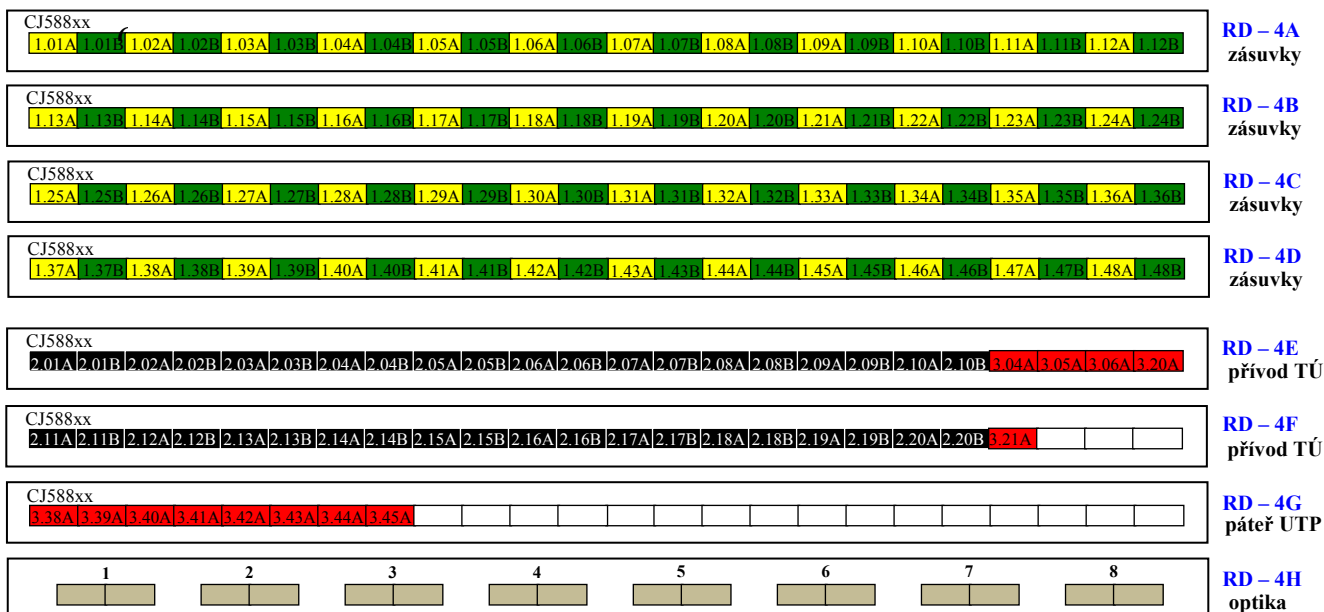 CJ588xx
1.01A 1.01B 1.02A 1.02B 1.03A 1.03B 1.04A 1.04B 1.05A 1.05B 1.06A 1.06B 1.07A 1.07B 1.08A 1.08B 1.09A 1.09B 1.10A 1.10B 1.11A 1.11B 1.12A 1.12B
RD – 4A
zásuvky
CJ588xx
1.13A 1.13B 1.14A 1.14B 1.15A 1.15B 1.16A 1.16B 1.17A 1.17B 1.18A 1.18B 1.19A 1.19B 1.20A 1.20B 1.21A 1.21B 1.22A 1.22B 1.23A 1.23B 1.24A 1.24B
RD – 4B
zásuvky
CJ588xx
1.25A 1.25B 1.26A 1.26B 1.27A 1.27B 1.28A 1.28B 1.29A 1.29B 1.30A 1.30B 1.31A 1.31B 1.32A 1.32B 1.33A 1.33B 1.34A 1.34B 1.35A 1.35B 1.36A 1.36B
RD – 4C
zásuvky
CJ588xx
1.37A 1.37B 1.38A 1.38B 1.39A 1.39B 1.40A 1.40B 1.41A 1.41B 1.42A 1.42B 1.43A 1.43B 1.44A 1.44B 1.45A 1.45B 1.46A 1.46B 1.47A 1.47B 1.48A 1.48B
RD – 4D
zásuvky
CJ588xx
2.01A 2.01B 2.02A 2.02B 2.03A 2.03B 2.04A 2.04B 2.05A 2.05B 2.06A 2.06B 2.07A 2.07B 2.08A 2.08B 2.09A 2.09B 2.10A 2.10B 3.04A 3.05A 3.06A 3.20A
RD – 4E
přívod TÚ
CJ588xx
2.11A 2.11B 2.12A 2.12B 2.13A 2.13B 2.14A 2.14B 2.15A 2.15B 2.16A 2.16B 2.17A 2.17B 2.18A 2.18B 2.19A 2.19B 2.20A 2.20B 3.21A
RD – 4F
přívod TÚ
CJ588xx
3.38A 3.39A 3.40A 3.41A 3.42A 3.43A 3.44A 3.45A
RD – 4G
páteř UTP
1 2 3 4 5 6 7 8
RD – 4H
optika